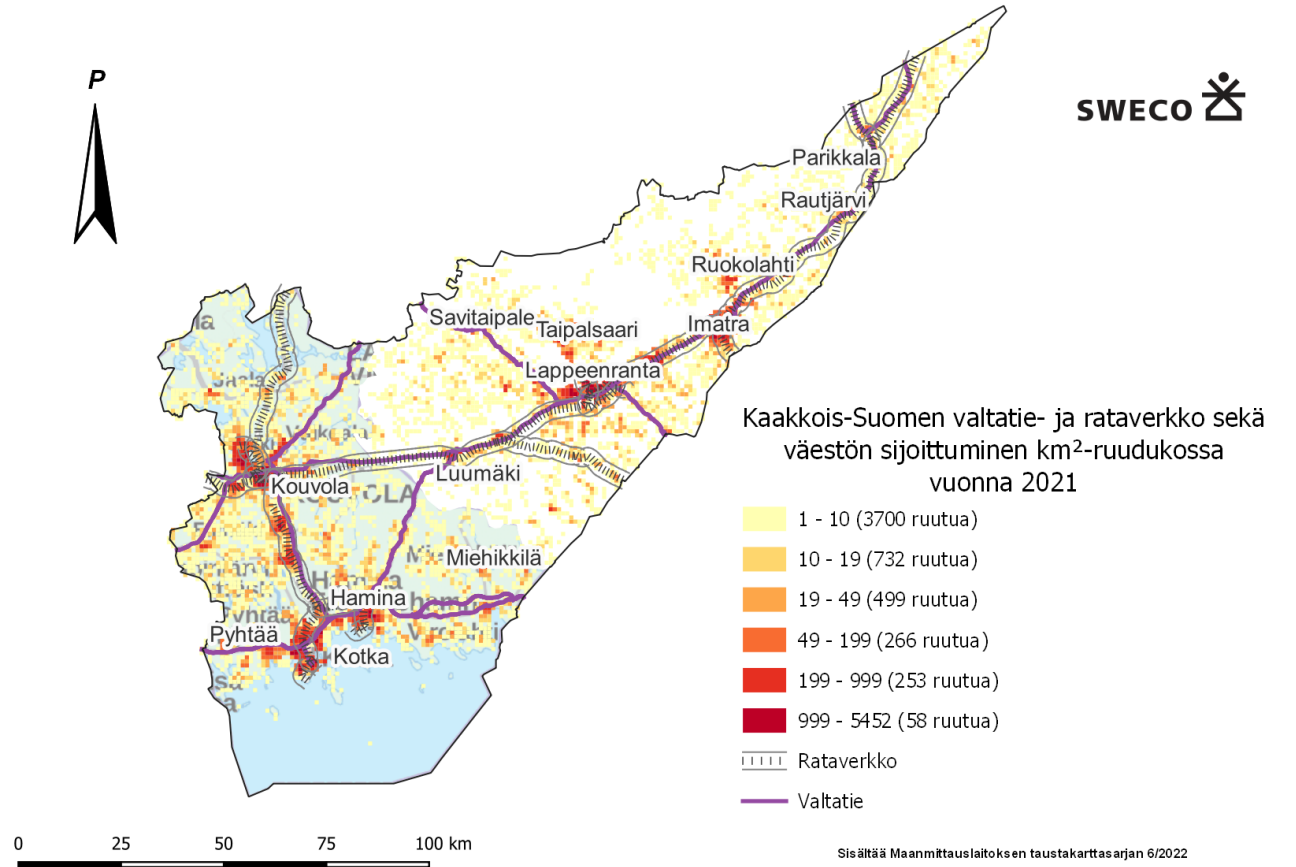 P
SWECO
Parikkala
Rautjärvi
Ruokolahti
Imatra
Savitaipale
Taipalsaari
Lappeenranta
Luumäki
Kouvola
Miehikkilä
Hamina
Pyhtää
Kotka
Kaakkois-Suomen valtatie- ja rataverkko sekä
väestön sijoittuminen km²-ruudukossa
vuonna 2021
1 - 10 (3700 ruutua)
10 - 19 (732 ruutua)
19 - 49 (499 ruutua)
49 - 199 (266 ruutua)
199 - 999 (253 ruutua)
999 - 5452 (58 ruutua)
Rataverkko
Valtatie
0 25 50 75 100 km
Sisältää Maanmittauslaitoksen taustakarttasarjan 6/2022